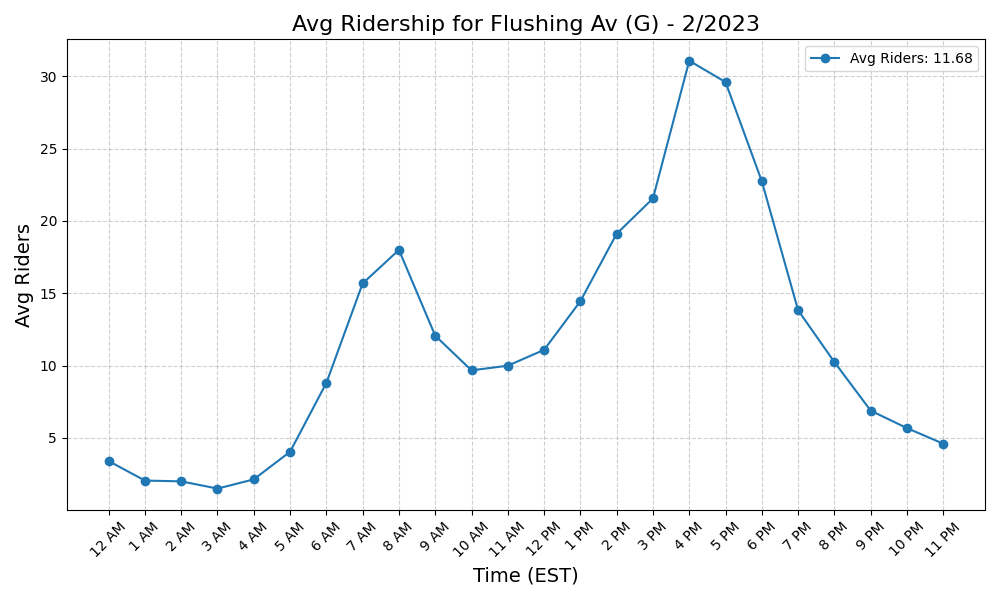 Avg Ridership for Flushing Av (G) - 2/2023
Avg Riders: 11.68
Avg Riders
30
25
20
15
10
5
12 AM
1 AM
2 AM
3 AM
4 AM
5 AM
6 AM
7 AM
8 AM
9 AM
10 AM
11 AM
12 PM
1 PM
2 PM
3 PM
4 PM
5 PM
6 PM
7 PM
8 PM
9 PM
10 PM
11 PM
Time (EST)